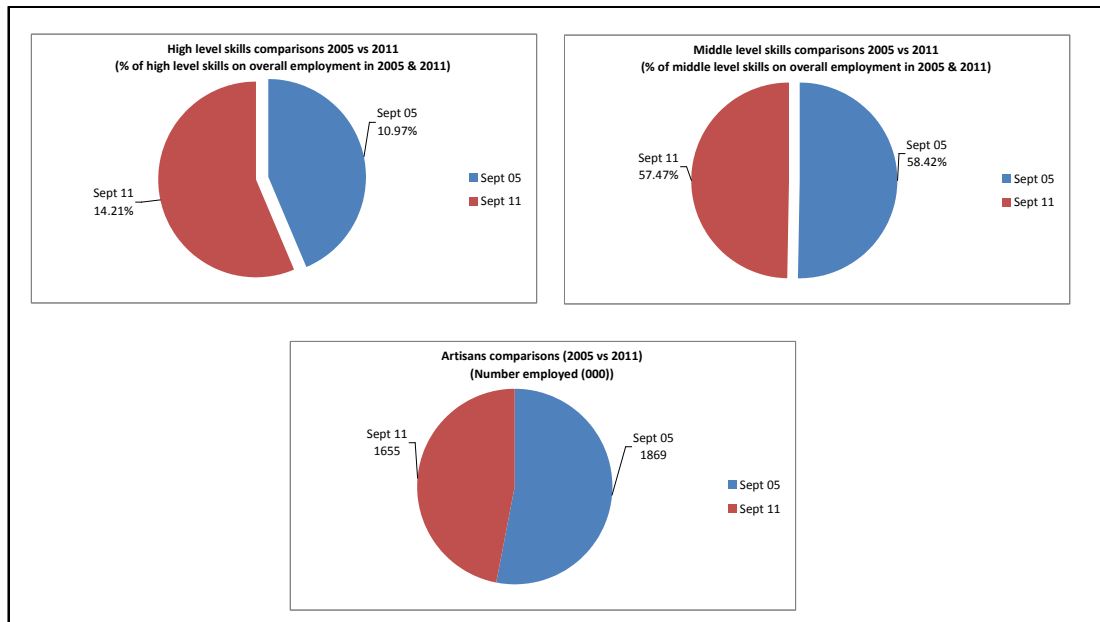 High level skills comparisons 2005 vs 2011
(% of high level skills on overall employment in 2005 & 2011)
Sept 05
10.97%
Sept 11
14.21%
Sept 05
Sept 11
Middle level skills comparisons 2005 vs 2011
(% of middle level skills on overall employment in 2005 & 2011)
Sept 05
58.42%
Sept 11
57.47%
Sept 05
Sept 11
Artisans comparisons (2005 vs 2011)
(Number employed (000))
Sept 11
1655
Sept 05
1869
Sept 05
Sept 11